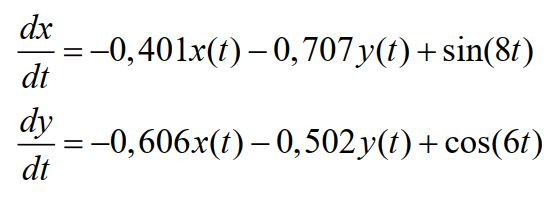 dx/dt = −0,401x(t) − 0,707y(t) + sin(8t)
dy/dt = −0,606x(t) − 0,502y(t) + cos(6t)